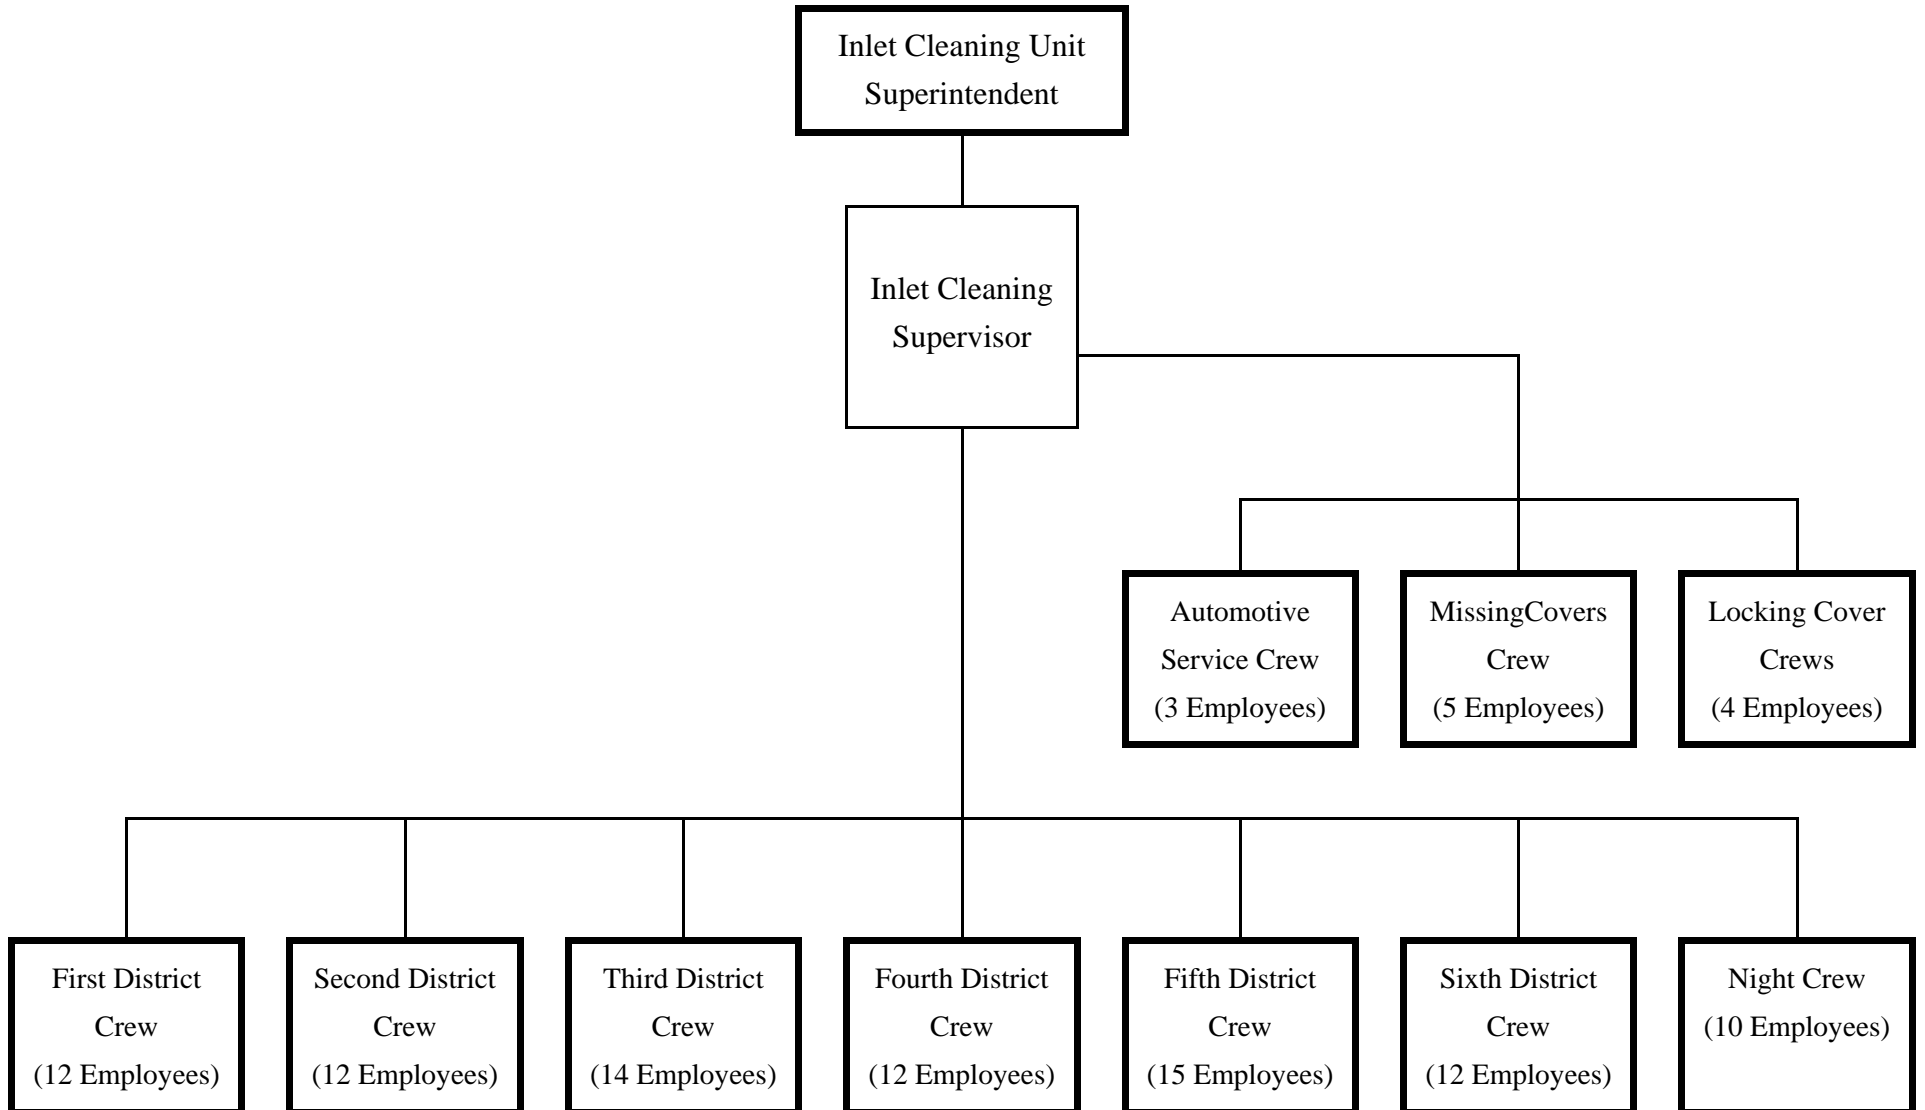 Inlet Cleaning Unit
Superintendent
Inlet Cleaning
Supervisor
Automotive
Service Crew
(3 Employees)
MissingCovers
Crew
(5 Employees)
Locking Cover
Crews
(4 Employees)
First District
Crew
(12 Employees)
Second District
Crew
(12 Employees)
Third District
Crew
(14 Employees)
Fourth District
Crew
(12 Employees)
Fifth District
Crew
(15 Employees)
Sixth District
Crew
(12 Employees)
Night Crew
(10 Employees)